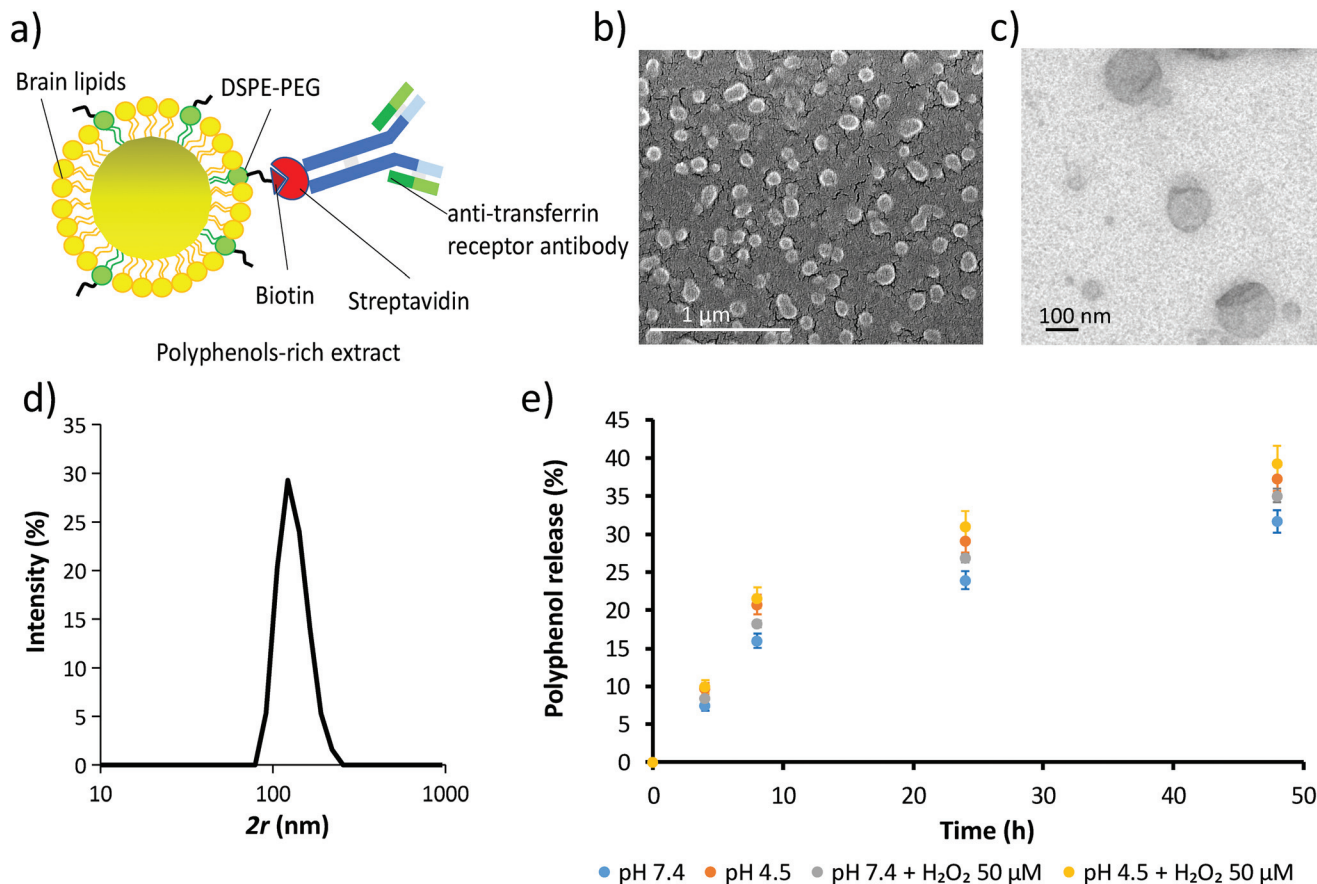 a)
Brain lipids
DSPE-PEG
anti-transferrin
receptor antibody
Biotin
Streptavidin
Polyphenols-rich extract
b)
1 µm
c)
100 nm
d)
Intensity (%)
35
30
25
20
15
10
5
0
10
100
1000
2r (nm)
e)
Polyphenol release (%)
45
40
35
30
25
20
15
10
5
0
0
10
20
30
40
50
Time (h)
pH 7.4
pH 4.5
pH 7.4 + H₂O₂ 50 µM
pH 4.5 + H₂O₂ 50 µM